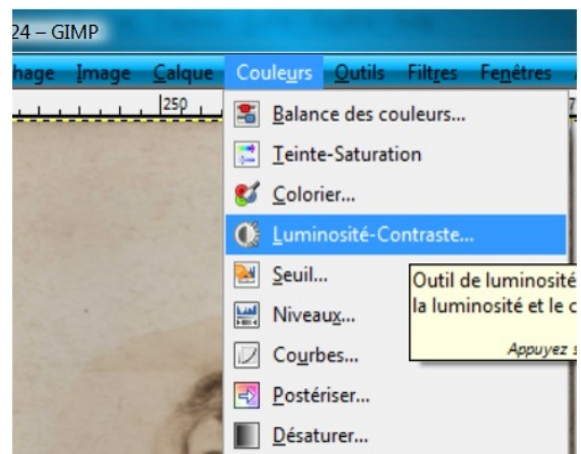 24 – GIMP
hage Image Calque Couleurs Outils Filtres Fenêtres
250
Balance des couleurs...
Teinte-Saturation
Colorier...
Luminosité-Contraste...
Seuil...
Outil de luminosité
Niveaux...
la luminosité et le c
Appuyez s
Courbes...
Postériser...
Désaturer...